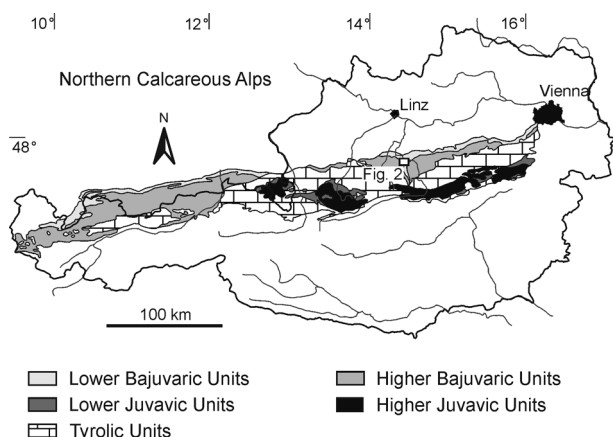 10° 12° 14° 16°
Northern Calcareous Alps
Vienna
Linz
N
48°
Fig. 2
100 km
Lower Bajuvaric Units Higher Bajuvaric Units
Lower Juvavic Units Higher Juvavic Units
Tyrolic Units